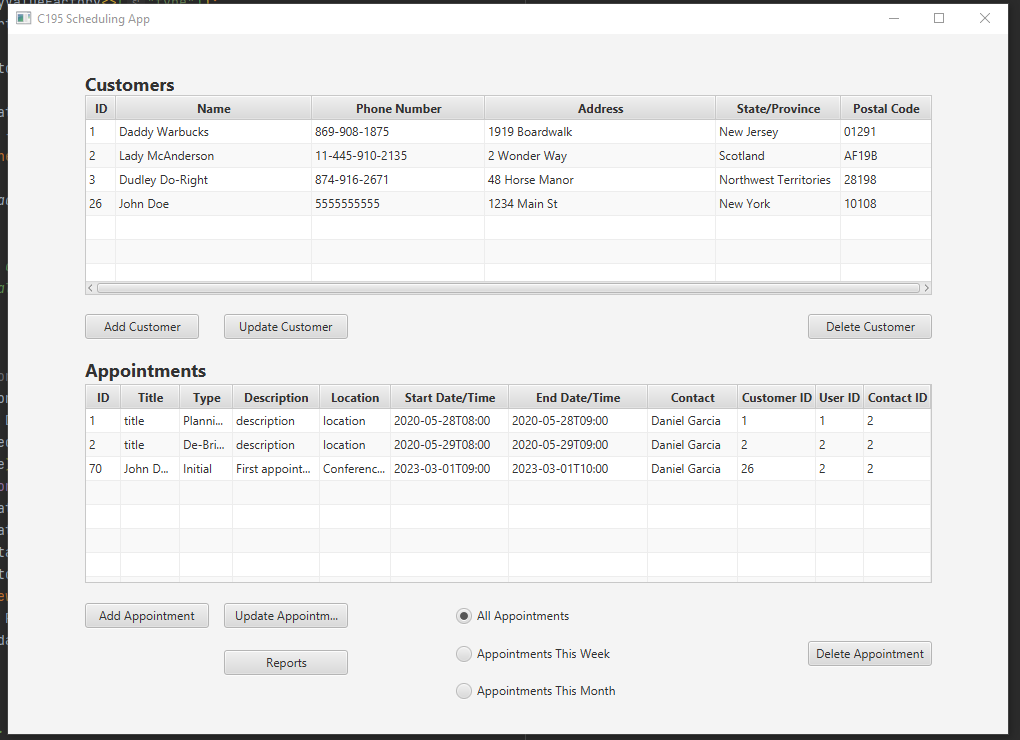 C195 Scheduling App
Customers
ID Name Phone Number Address State/Province Postal Code
1 Daddy Warbucks 869-908-1875 1919 Boardwalk New Jersey 01291
2 Lady McAnderson 11-445-910-2135 2 Wonder Way Scotland AF19B
3 Dudley Do-Right 874-916-2671 48 Horse Manor Northwest Territories 28198
26 John Doe 5555555555 1234 Main St New York 10108
Add Customer Update Customer Delete Customer
Appointments
ID Title Type Description Location Start Date/Time End Date/Time Contact Customer ID User ID Contact ID
1 title Planni... description location 2020-05-28T08:00 2020-05-28T09:00 Daniel Garcia 1 1 2
2 title De-Bri... description location 2020-05-29T08:00 2020-05-29T09:00 Daniel Garcia 2 2 2
70 John D... Initial First appoint... Conferenc... 2023-03-01T09:00 2023-03-01T10:00 Daniel Garcia 26 2 2
Add Appointment Update Appointm... All Appointments
Appointments This Week Delete Appointment
Reports
Appointments This Month